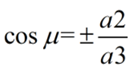 cos μ=± a2/a3